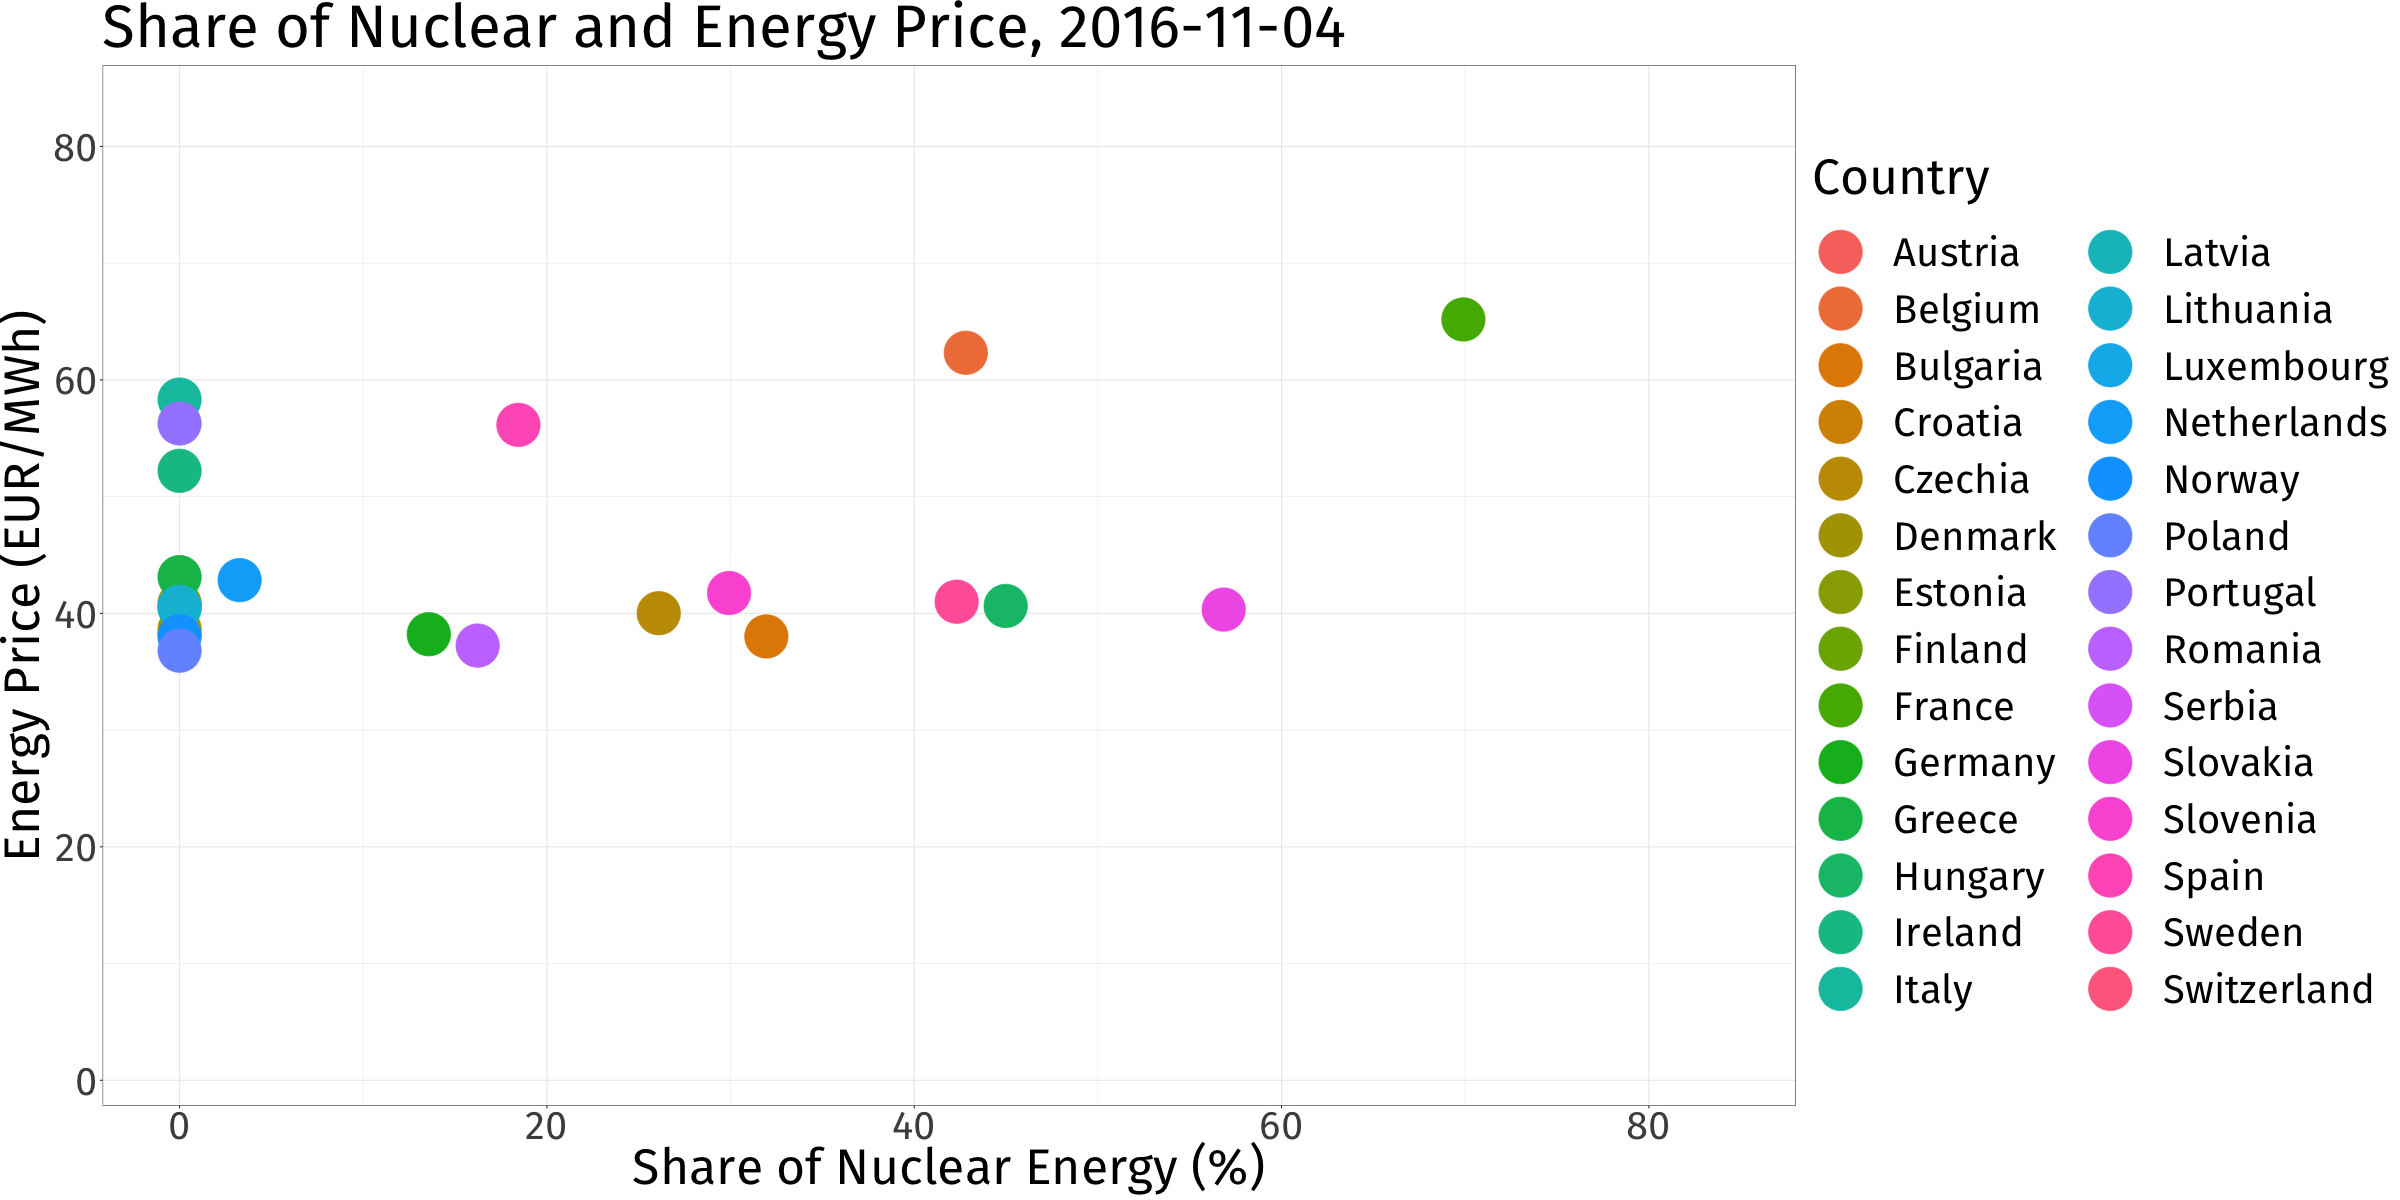 Share of Nuclear and Energy Price, 2016-11-04
Energy Price (EUR/MWh)
80
60
40
20
0
0 20 40 60 80
Share of Nuclear Energy (%)
Country
Austria
Belgium
Bulgaria
Croatia
Czechia
Denmark
Estonia
Finland
France
Germany
Greece
Hungary
Ireland
Italy
Latvia
Lithuania
Luxembourg
Netherlands
Norway
Poland
Portugal
Romania
Serbia
Slovakia
Slovenia
Spain
Sweden
Switzerland